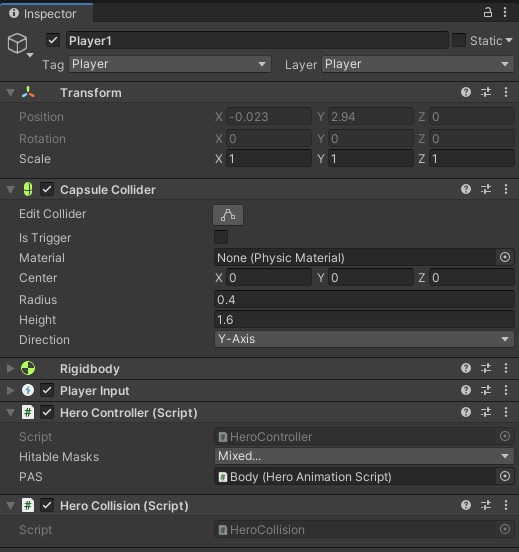 Inspector
Player1 Static
Tag Player Layer Player
Transform
Position X -0.023 Y 2.94 Z 0
Rotation X 0 Y 0 Z 0
Scale X 1 Y 1 Z 1
Capsule Collider
Edit Collider
Is Trigger
Material None (Physic Material)
Center X 0 Y 0 Z 0
Radius 0.4
Height 1.6
Direction Y-Axis
Rigidbody
Player Input
# Hero Controller (Script)
Script # HeroController
Hitable Masks Mixed...
PAS # Body (Hero Animation Script)
# Hero Collision (Script)
Script # HeroCollision